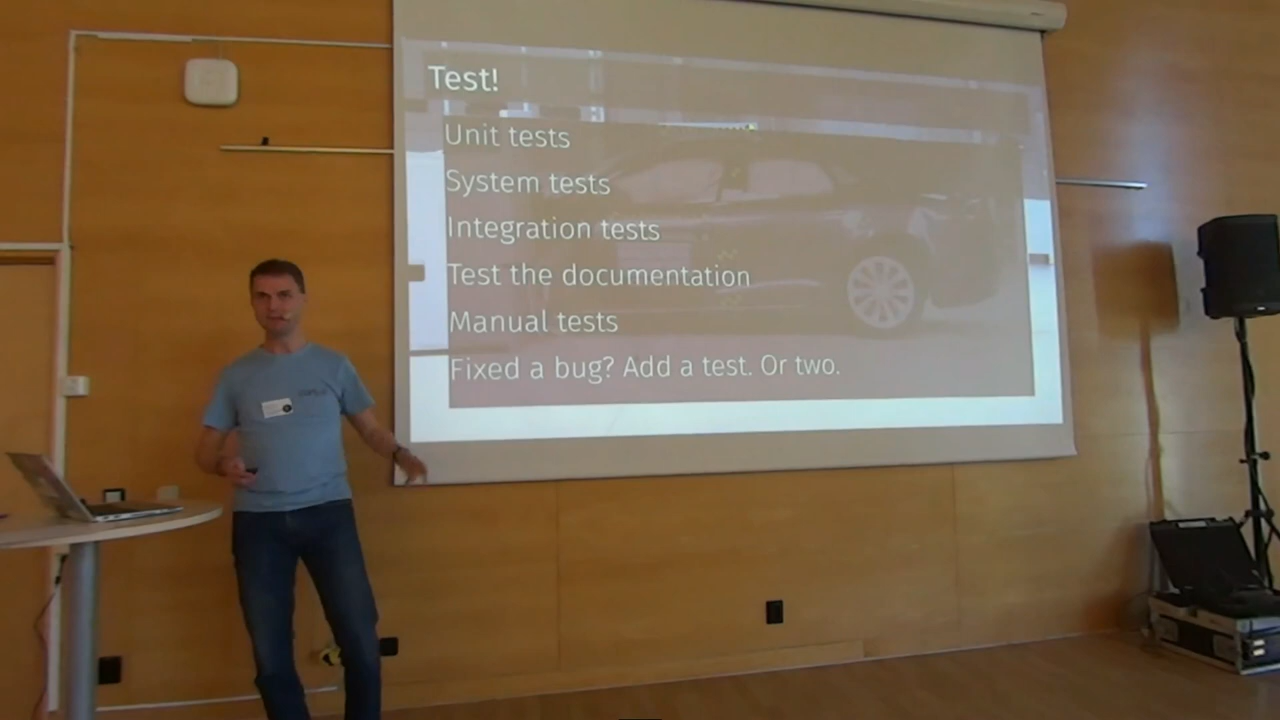 Test!
Unit tests
System tests
Integration tests
Test the documentation
Manual tests
Fixed a bug? Add a test. Or two.